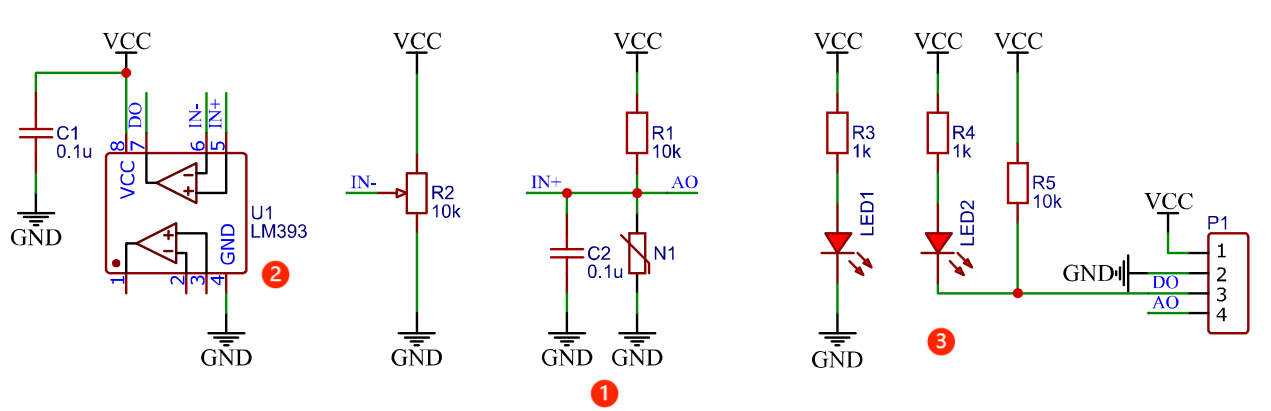 VCC
C1
0.1u
GND
DO
IN-
IN+
8
7
6
5
VCC
GND
1
2
3
4
U1
LM393
2
GND
VCC
IN-
R2
10k
GND
VCC
R1
10k
IN+
AO
C2
0.1u
N1
GND
GND
1
VCC
R3
1k
LED1
GND
VCC
R4
1k
LED2
3
VCC
R5
10k
VCC
P1
GND
DO
AO
1
2
3
4